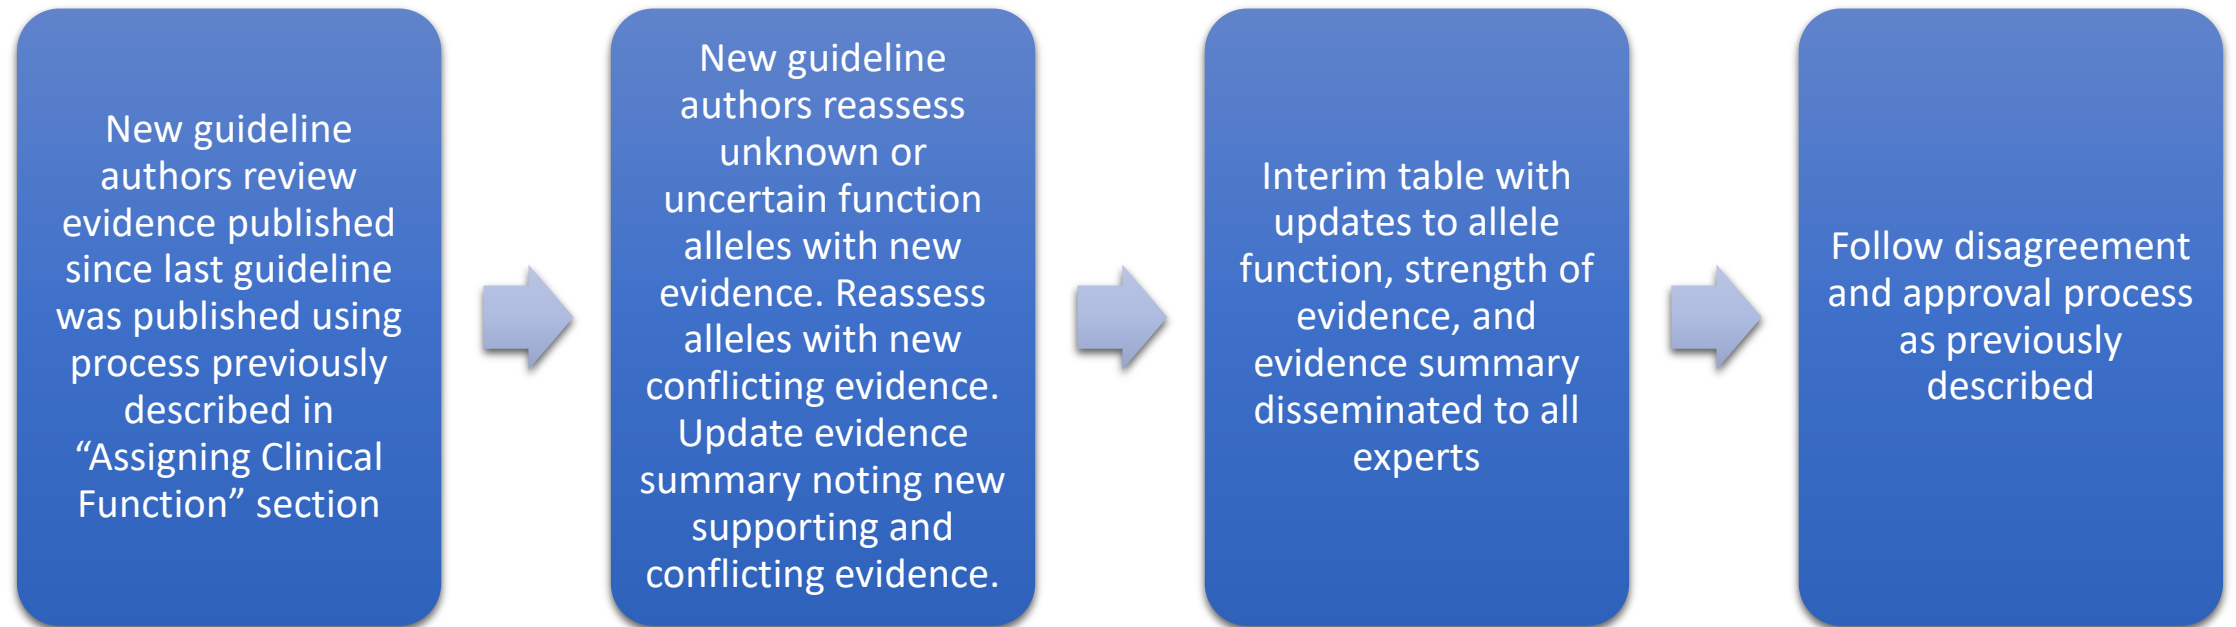 New guideline
authors review
evidence published
since last guideline
was published using
process previously
described in
“Assigning Clinical
Function” section
New guideline
authors reassess
unknown or
uncertain function
alleles with new
evidence. Reassess
alleles with new
conflicting evidence.
Update evidence
summary noting new
supporting and
conflicting evidence.
Interim table with
updates to allele
function, strength of
evidence, and
evidence summary
disseminated to all
experts
Follow disagreement
and approval process
as previously
described